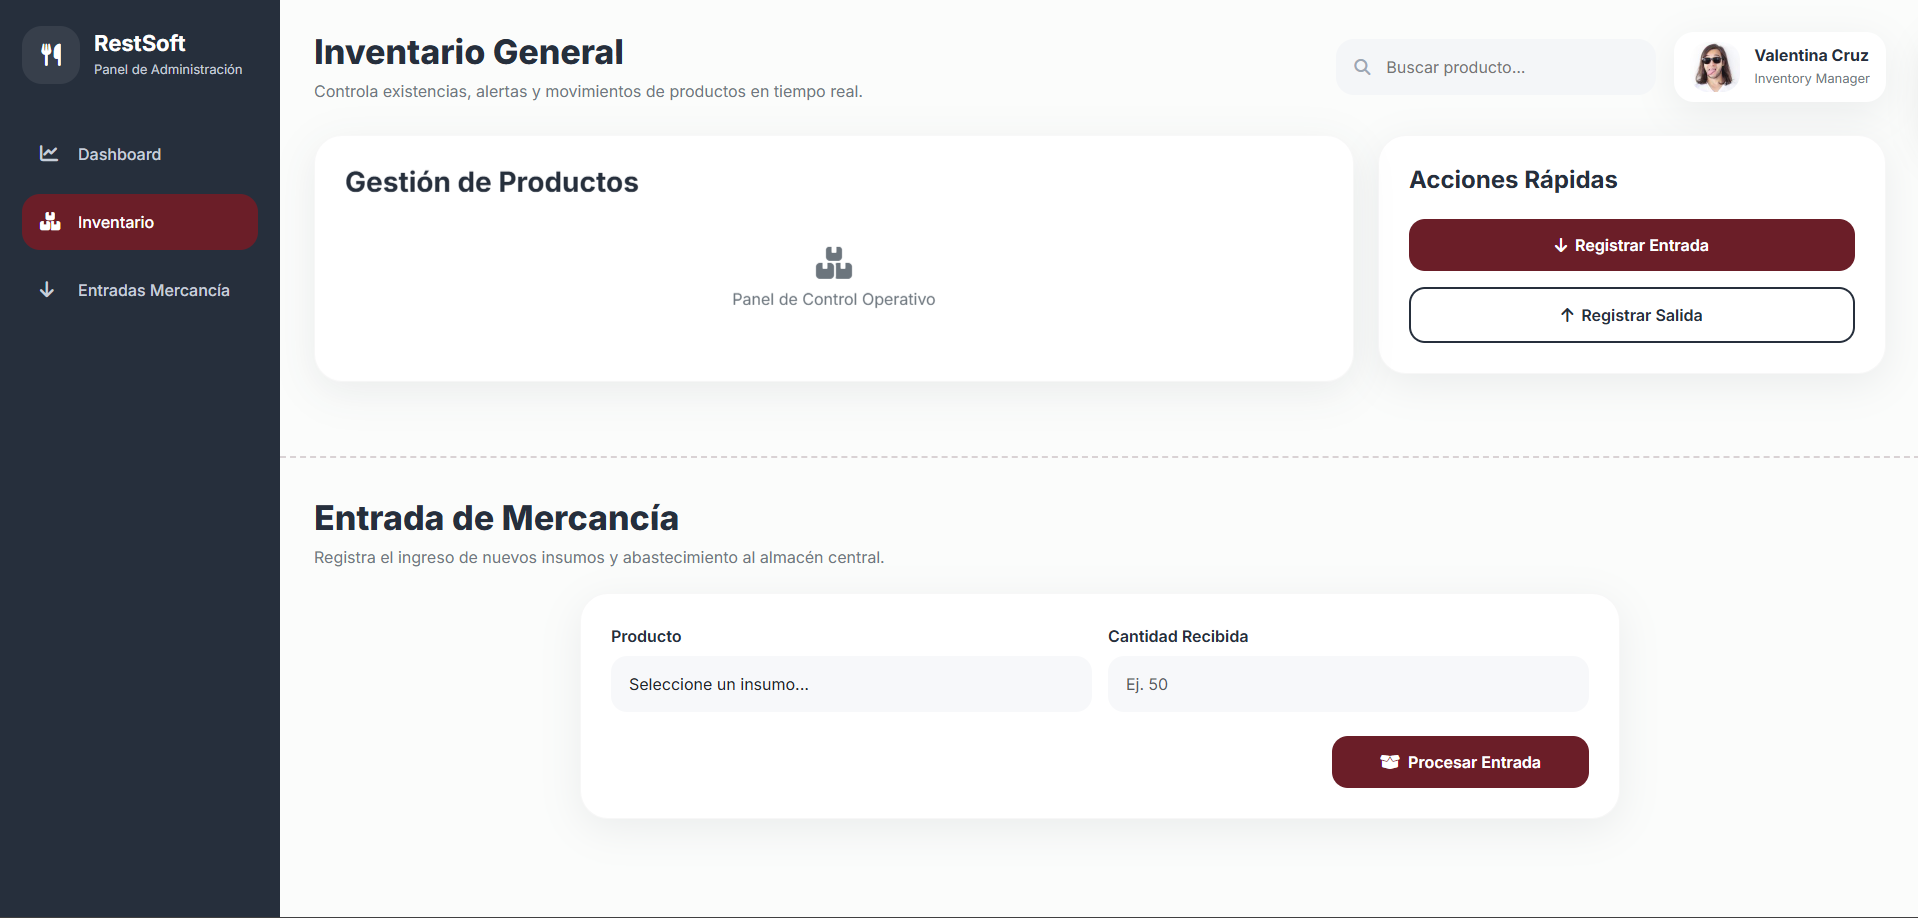 RestSoft
Panel de Administración
Dashboard
Inventario
Entradas Mercancía
Inventario General
Controla existencias, alertas y movimientos de productos en tiempo real.
Buscar producto...
Valentina Cruz
Inventory Manager
Gestión de Productos
Panel de Control Operativo
Acciones Rápidas
Registrar Entrada
Registrar Salida
Entrada de Mercancía
Registra el ingreso de nuevos insumos y abastecimiento al almacén central.
Producto
Cantidad Recibida
Seleccione un insumo...
Ej. 50
Procesar Entrada